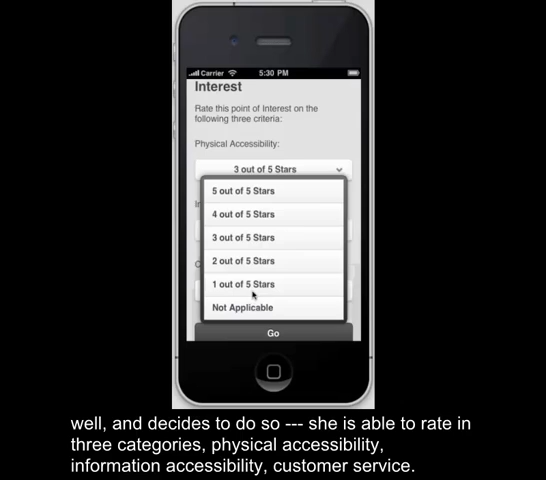 Carrier 5:30 PM
Interest
Rate this point of Interest on the
following three criteria:
Physical Accessibility:
3 out of 5 Stars
5 out of 5 Stars
4 out of 5 Stars
3 out of 5 Stars
2 out of 5 Stars
1 out of 5 Stars
Not Applicable
Go
well, and decides to do so --- she is able to rate in
three categories, physical accessibility,
information accessibility, customer service.